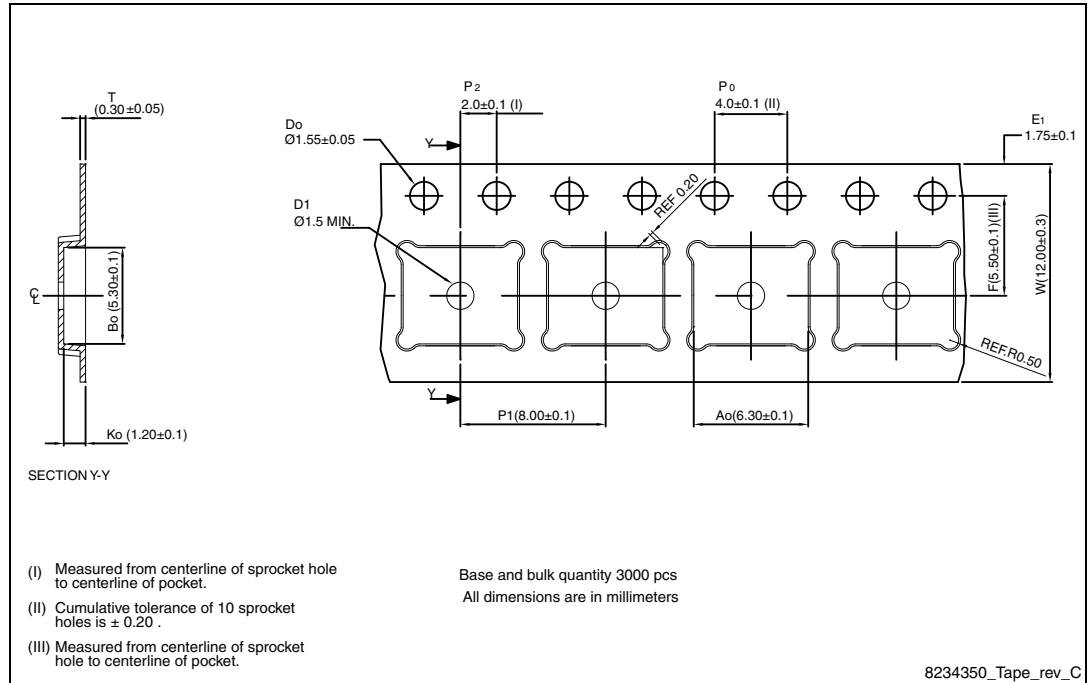 T
(0.30 ±0.05)
P2
2.0±0.1 (I)
P0
4.0±0.1 (II)
Do
Ø1.55±0.05
Y
E1
1.75±0.1
D1
Ø1.5 MIN.
REF 0.20
F(5.50±0.1)(III)
W(12.00±0.3)
℄
Bo (5.30±0.1)
REF.R0.50
Y
P1(8.00±0.1)
Ao(6.30±0.1)
Ko (1.20±0.1)
SECTION Y-Y
(I) Measured from centerline of sprocket hole
to centerline of pocket.
(II) Cumulative tolerance of 10 sprocket
holes is ± 0.20 .
(III) Measured from centerline of sprocket
hole to centerline of pocket.
Base and bulk quantity 3000 pcs
All dimensions are in millimeters
8234350_Tape_rev_C